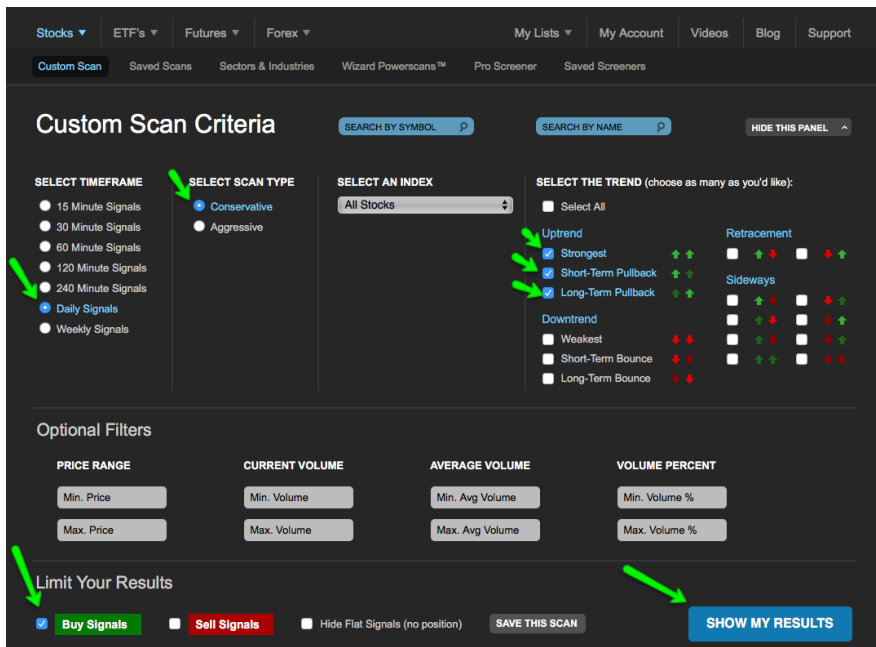 Stocks ▼ ETF's ▼ Futures ▼ Forex ▼ My Lists ▼ My Account Videos Blog Support
Custom Scan Saved Scans Sectors & Industries Wizard Powerscans™ Pro Screener Saved Screeners
Custom Scan Criteria SEARCH BY SYMBOL SEARCH BY NAME HIDE THIS PANEL
SELECT TIMEFRAME SELECT SCAN TYPE SELECT AN INDEX SELECT THE TREND (choose as many as you'd like):
15 Minute Signals Conservative All Stocks Select All
30 Minute Signals Aggressive Uptrend Retracement
60 Minute Signals Strongest
120 Minute Signals Short-Term Pullback Sideways
240 Minute Signals Long-Term Pullback
Daily Signals Downtrend
Weekly Signals Weakest
Short-Term Bounce
Long-Term Bounce
Optional Filters
PRICE RANGE CURRENT VOLUME AVERAGE VOLUME VOLUME PERCENT
Min. Price Min. Volume Min. Avg Volume Min. Volume %
Max. Price Max. Volume Max. Avg Volume Max. Volume %
Limit Your Results
Buy Signals Sell Signals Hide Flat Signals (no position) SAVE THIS SCAN SHOW MY RESULTS